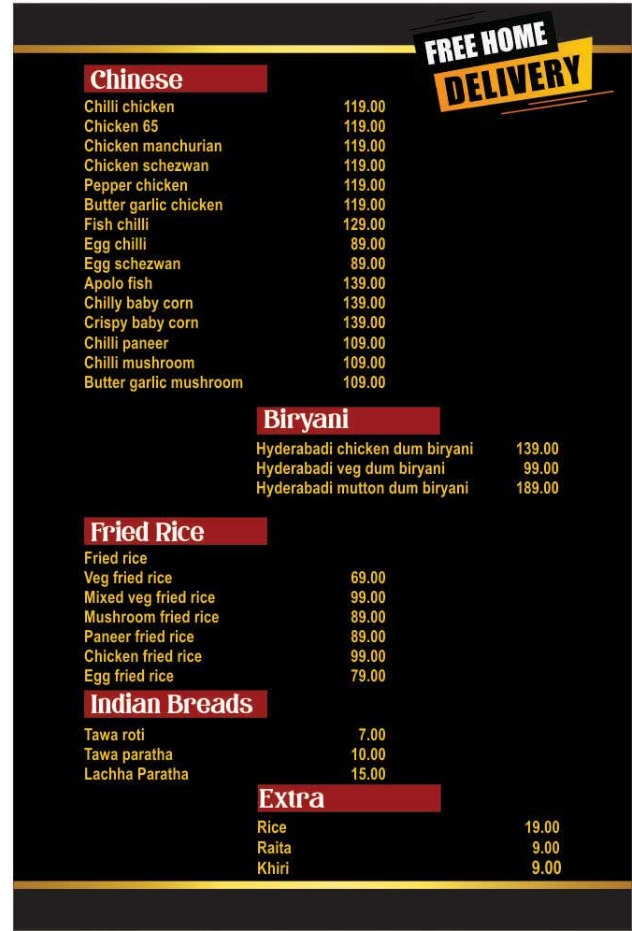 FREE HOME
DELIVERY
Chinese
Chilli chicken 119.00
Chicken 65 119.00
Chicken manchurian 119.00
Chicken schezwan 119.00
Pepper chicken 119.00
Butter garlic chicken 119.00
Fish chilli 129.00
Egg chilli 89.00
Egg schezwan 89.00
Apolo fish 139.00
Chilly baby corn 139.00
Crispy baby corn 139.00
Chilli paneer 109.00
Chilli mushroom 109.00
Butter garlic mushroom 109.00
Biryani
Hyderabadi chicken dum biryani 139.00
Hyderabadi veg dum biryani 99.00
Hyderabadi mutton dum biryani 189.00
Fried Rice
Fried rice
Veg fried rice 69.00
Mixed veg fried rice 99.00
Mushroom fried rice 89.00
Paneer fried rice 89.00
Chicken fried rice 99.00
Egg fried rice 79.00
Indian Breads
Tawa roti 7.00
Tawa paratha 10.00
Lachha Paratha 15.00
Extra
Rice 19.00
Raita 9.00
Khiri 9.00